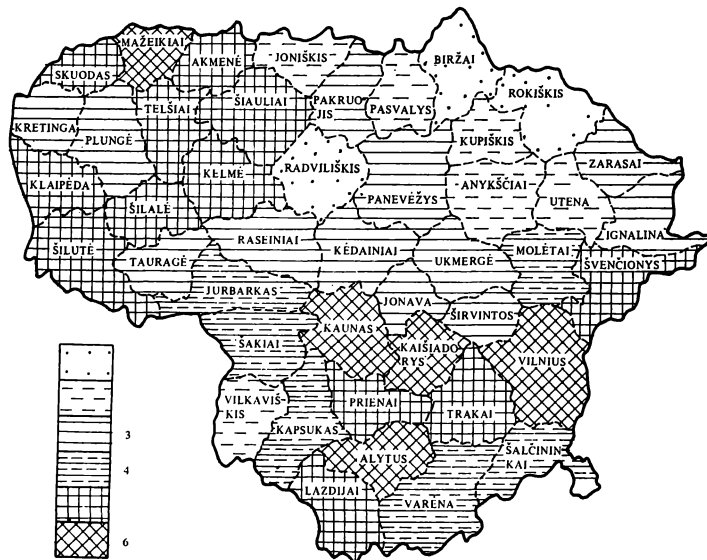 MAŽEIKIAI
SKUODAS
AKMENĖ
JONIŠKIS
BIRŽAI
ROKIŠKIS
TELŠIAI
ŠIAULIAI
PAKRUO
JIS
PASVALYS
KRETINGA
PLUNGĖ
KUPIŠKIS
ZARASAI
KELMĖ
RADVILIŠKIS
KLAIPĖDA
PANEVĖŽYS
ANYKŠČIAI
UTENA
ŠILALĖ
IGNALINA
ŠILUTĖ
RASEINIAI
KĖDAINIAI
UKMERGĖ
MOLĖTAI
TAURAGĖ
ŠVENČIONYS
JURBARKAS
JONAVA
ŠIRVINTOS
KAUNAS
ŠAKIAI
KAIŠIADO
RYS
VILNIUS
VILKAVIŠ
KIS
PRIENAI
TRAKAI
KAPSUKAS
3
4
6
ALYTUS
ŠALČININ
KAI
LAZDIJAI
VARĖNA